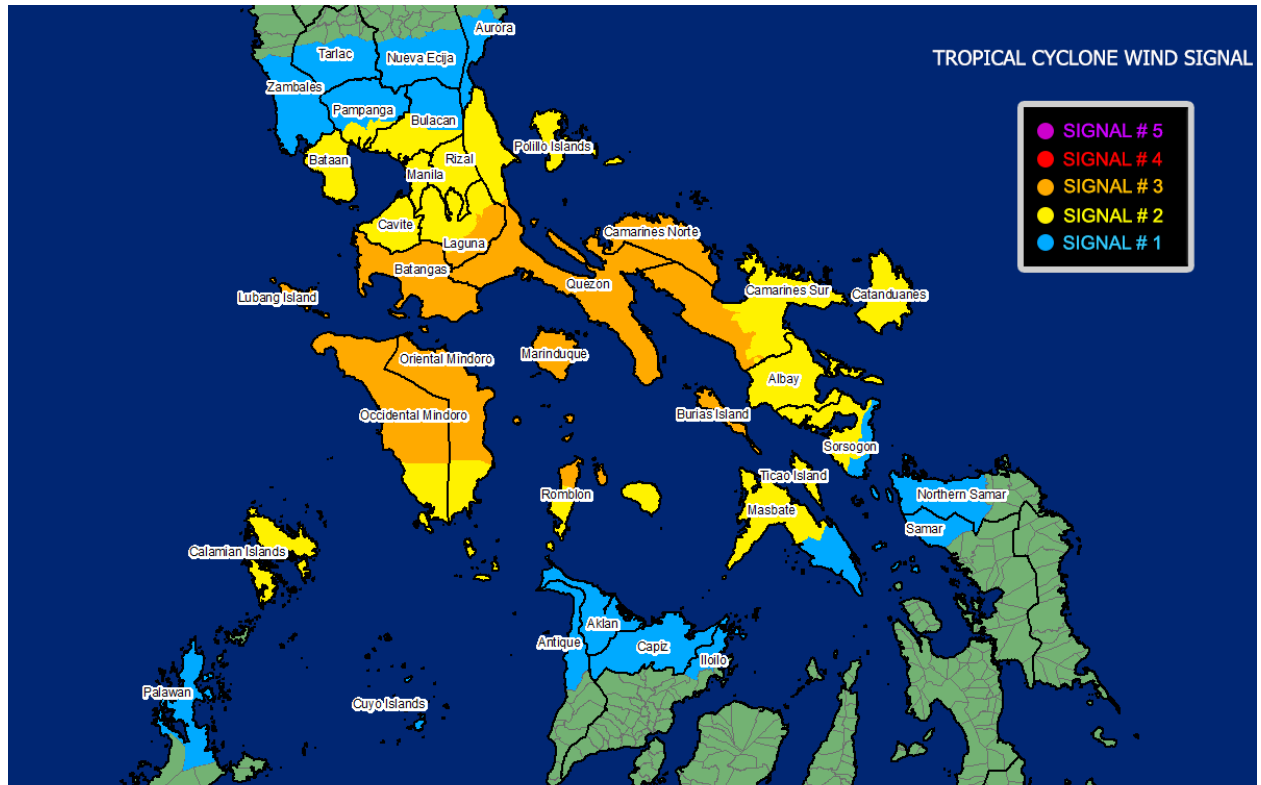 Aurora
TROPICAL CYCLONE WIND SIGNAL
Tarlac
Nueva Ecija
Zambales
Pampanga
Bulacan
SIGNAL # 5
SIGNAL # 4
SIGNAL # 3
SIGNAL # 2
SIGNAL # 1
Polillo Islands
Bataan
Rizal
Manila
Cavite
Camarines Norte
Laguna
Batangas
Quezon
Camarines Sur
Catanduanes
Lubang Island
Marinduque
Oriental Mindoro
Albay
Occidental Mindoro
Burias Island
Sorsogon
Ticao Island
Romblon
Northern Samar
Masbate
Samar
Calamian Islands
Aklan
Antique
Capiz
Iloilo
Palawan
Cuyo Islands